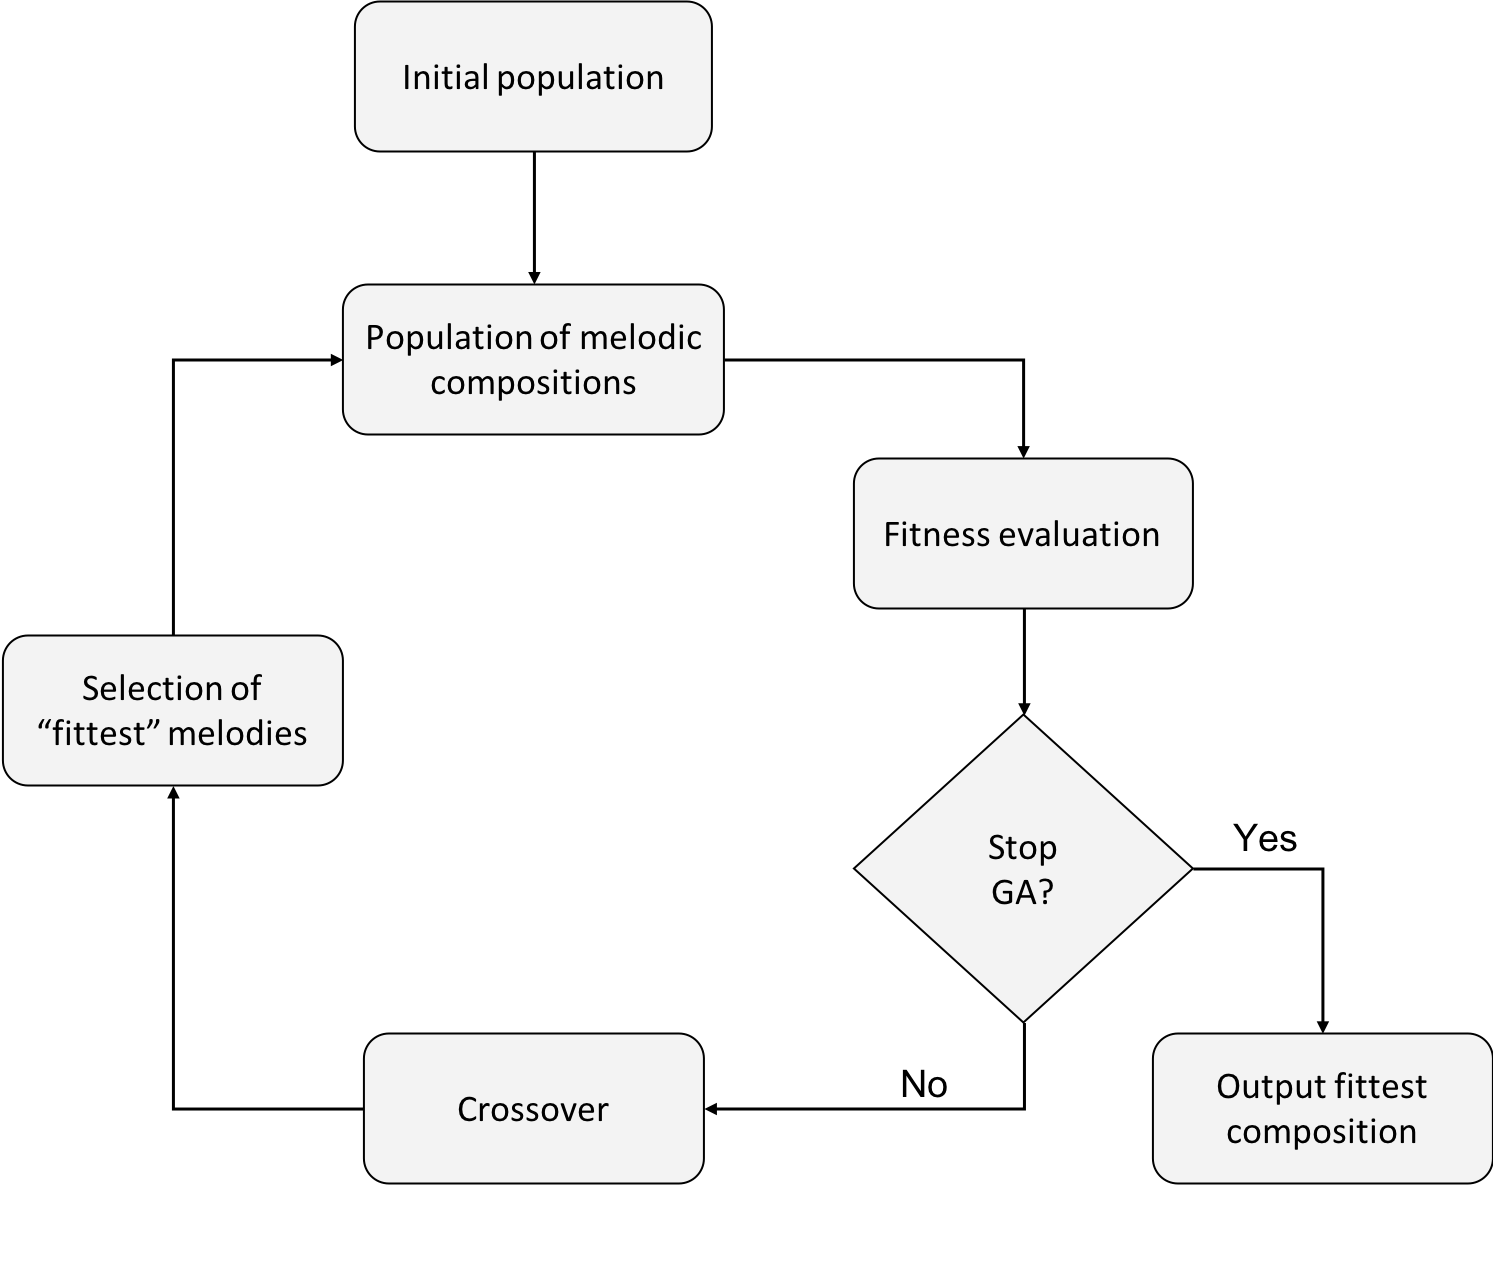 Initial population
Population of melodic
compositions
Fitness evaluation
Selection of
“fittest” melodies
Stop
GA?
Yes
No
Crossover
Output fittest
composition